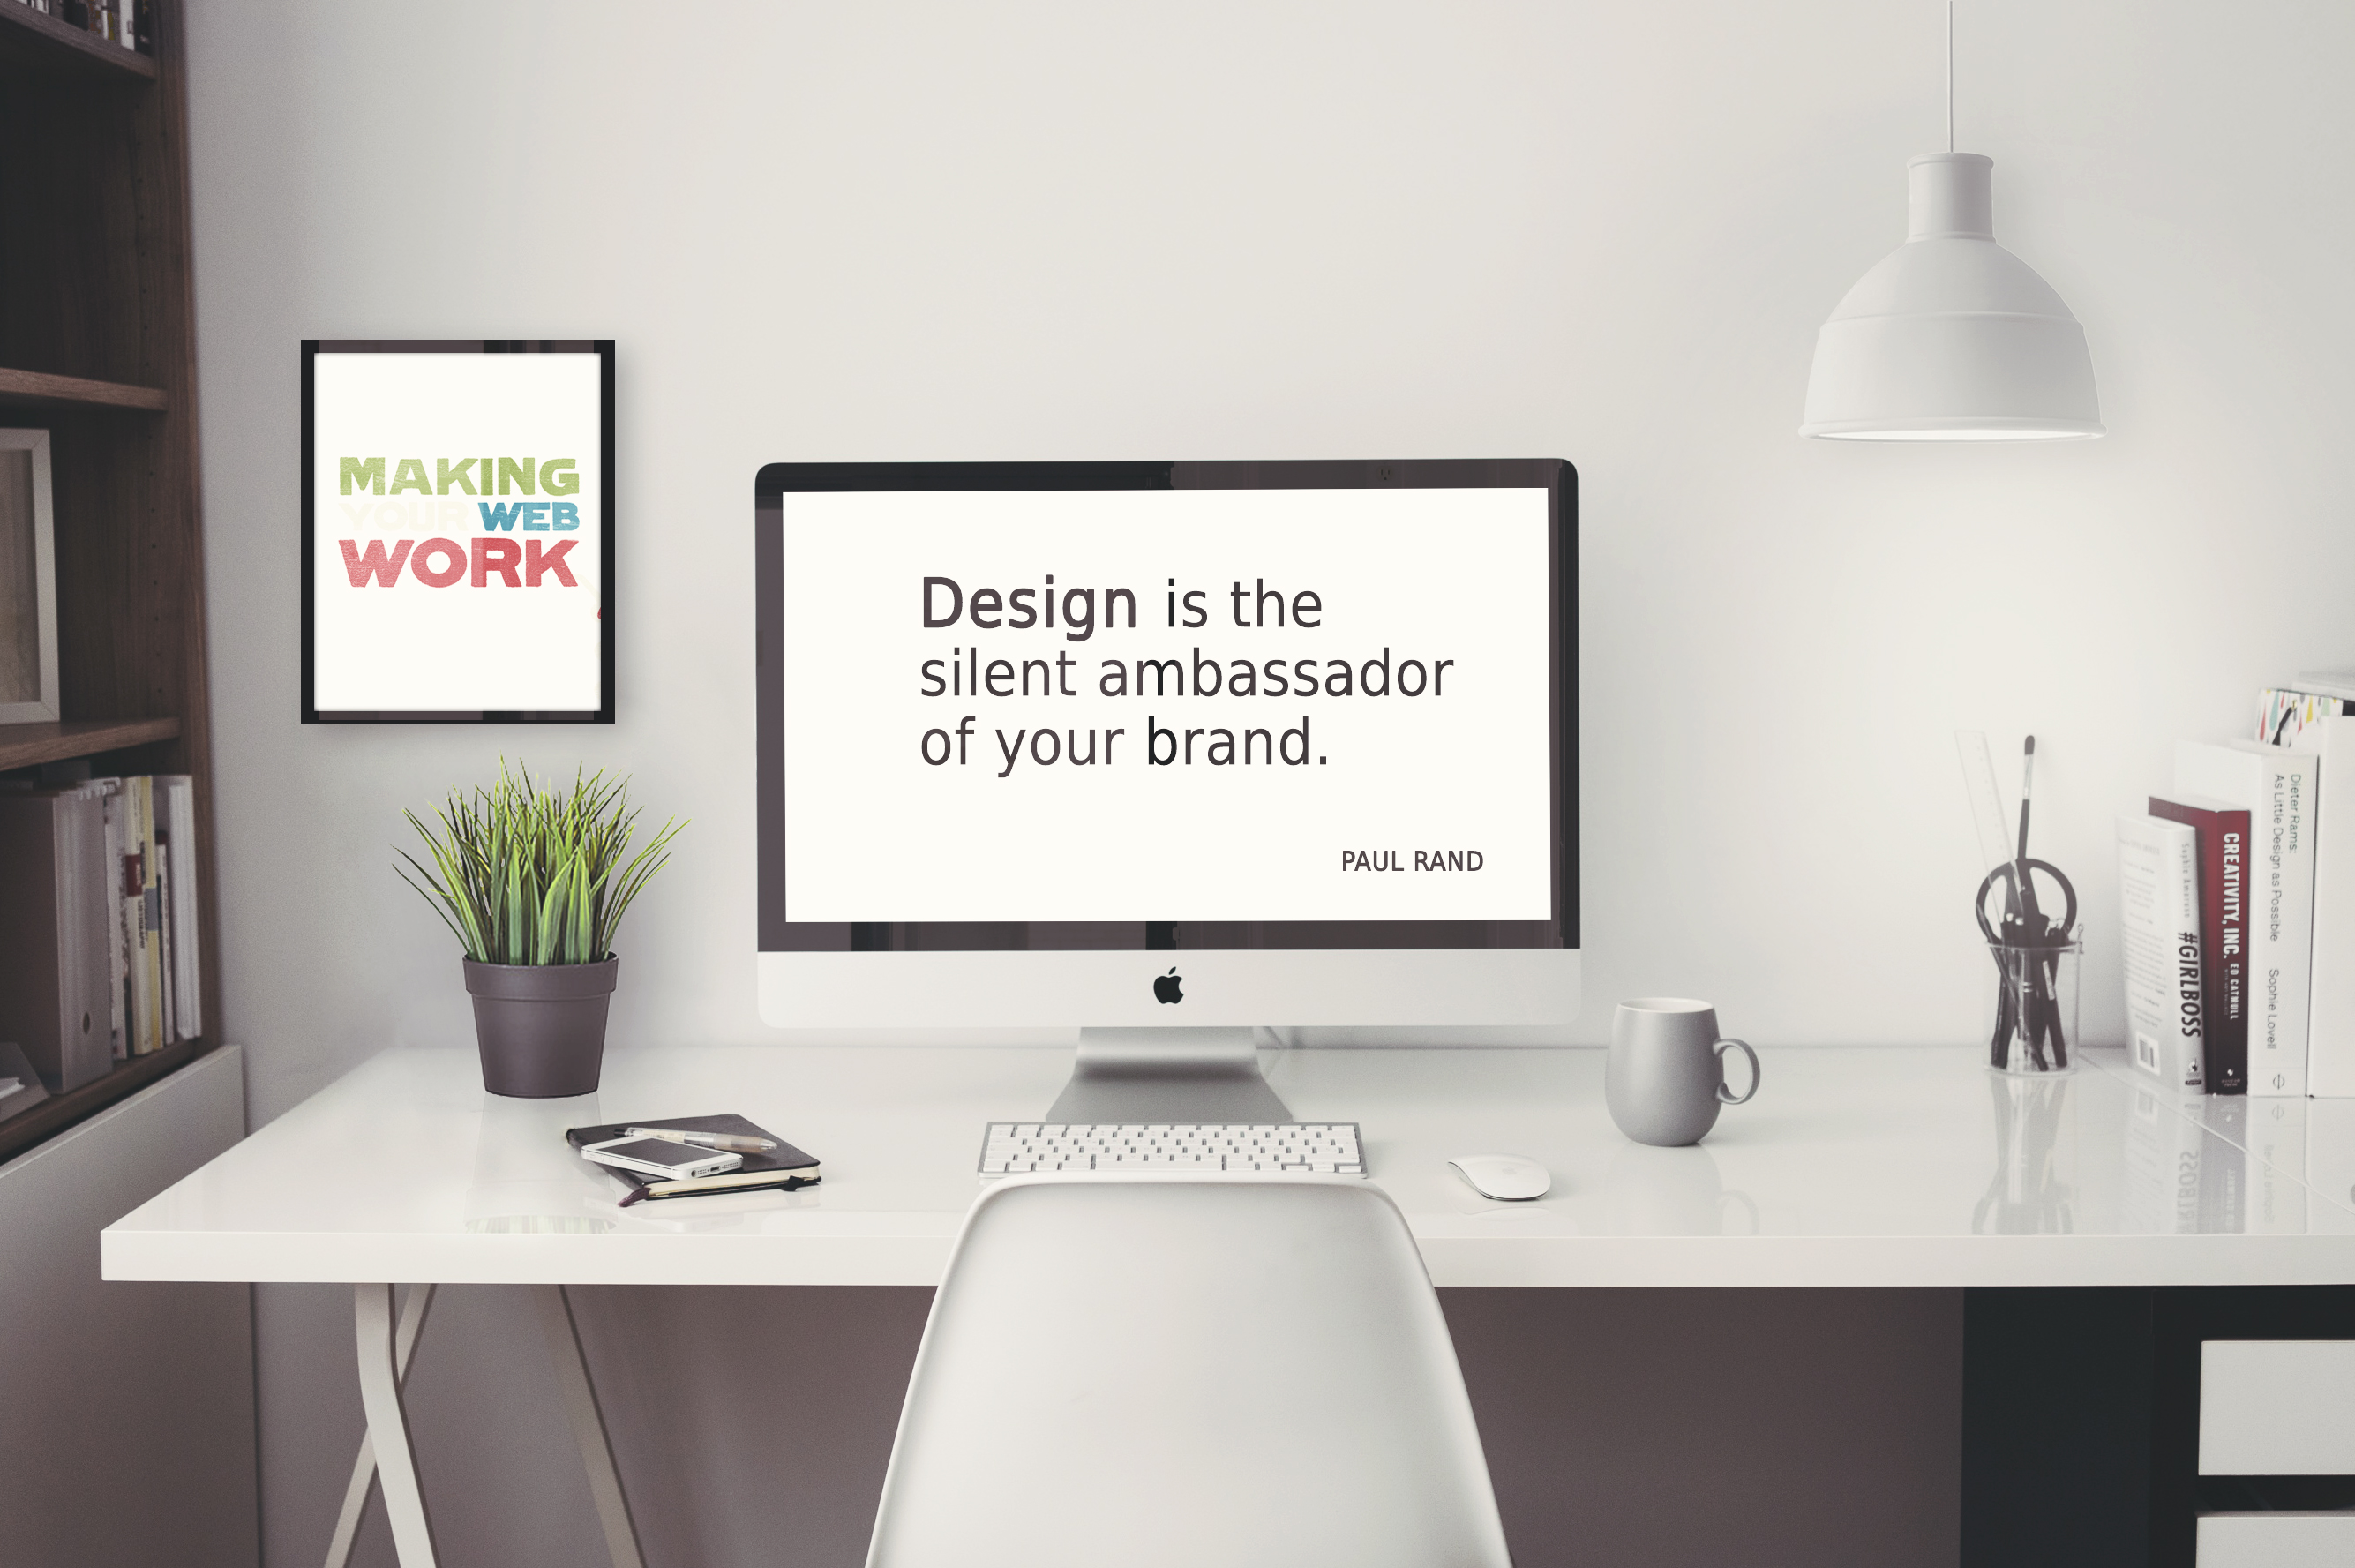 MAKING
YOUR WEB
WORK
Design is the
silent ambassador
of your brand.
PAUL RAND
#GIRLBOSS
CREATIVITY, INC. ED CATMULL
Dieter Rams:
As Little Design as Possible Sophie Lovell